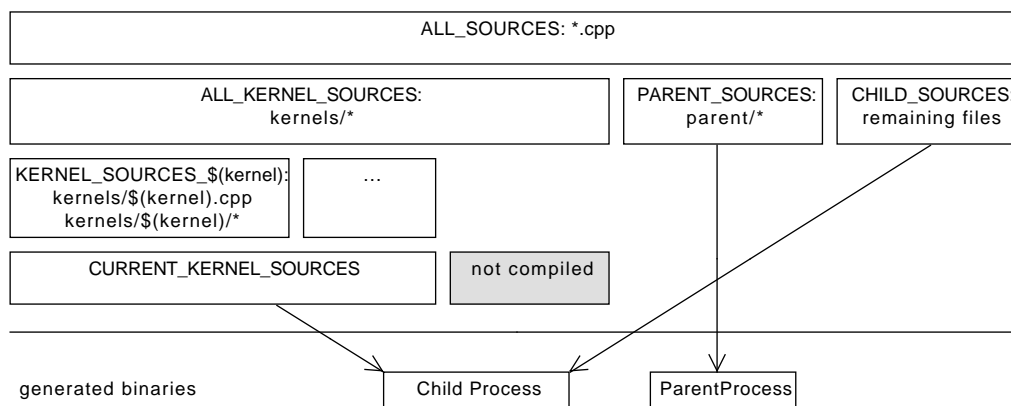 ALL_SOURCES: *.cpp
ALL_KERNEL_SOURCES:
kernels/*
PARENT_SOURCES:
parent/*
CHILD_SOURCES:
remaining files
KERNEL_SOURCES_$(kernel):
kernels/$(kernel).cpp
kernels/$(kernel)/*
...
CURRENT_KERNEL_SOURCES
not compiled
generated binaries
Child Process
ParentProcess